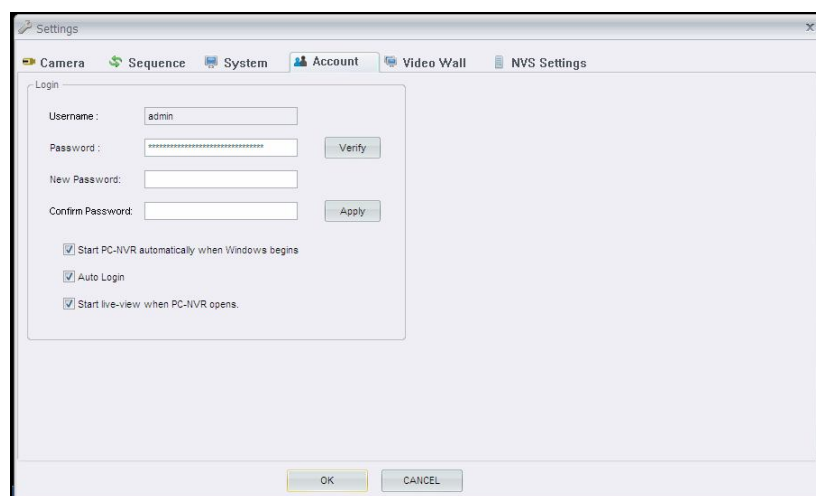 Settings
Camera Sequence System Account Video Wall NVS Settings
Login
Username : admin
Password : ******************************** Verify
New Password:
Confirm Password: Apply
Start PC-NVR automatically when Windows begins
Auto Login
Start live-view when PC-NVR opens.
OK CANCEL